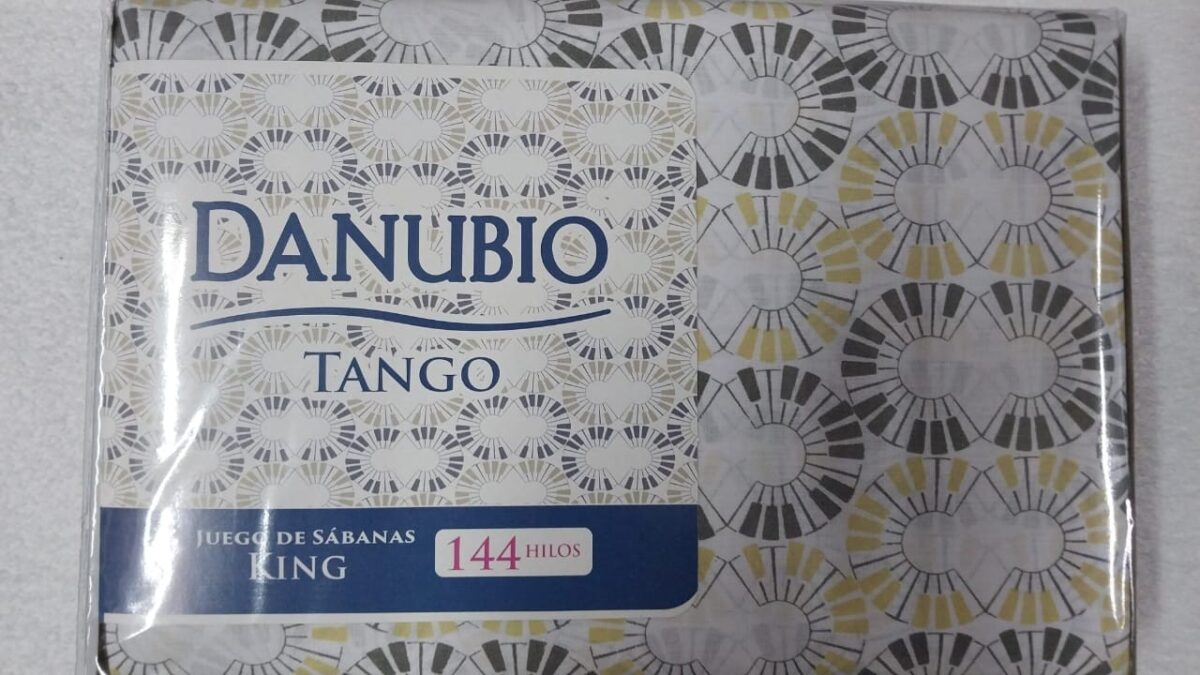 DANUBIO
TANGO
JUEGO DE SÁBANAS
KING
144 HILOS